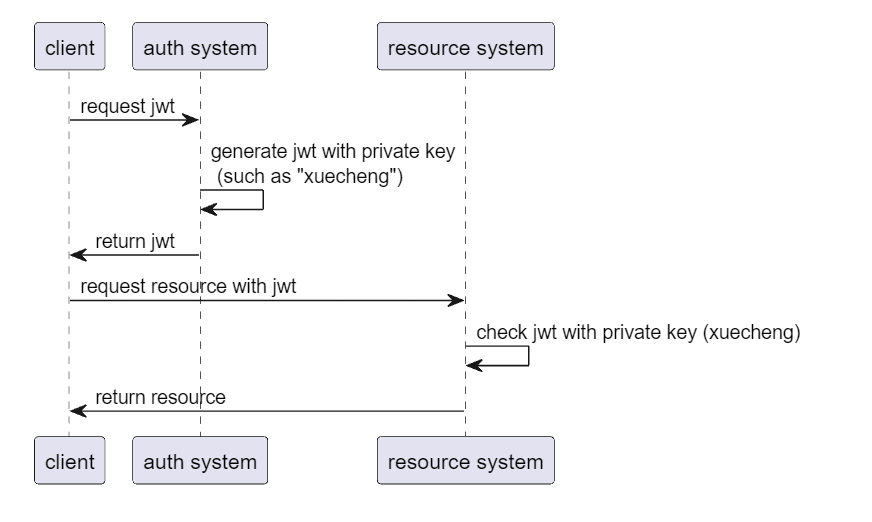 client
auth system
resource system
request jwt
generate jwt with private key
(such as "xuecheng")
return jwt
request resource with jwt
check jwt with private key (xuecheng)
return resource
client
auth system
resource system